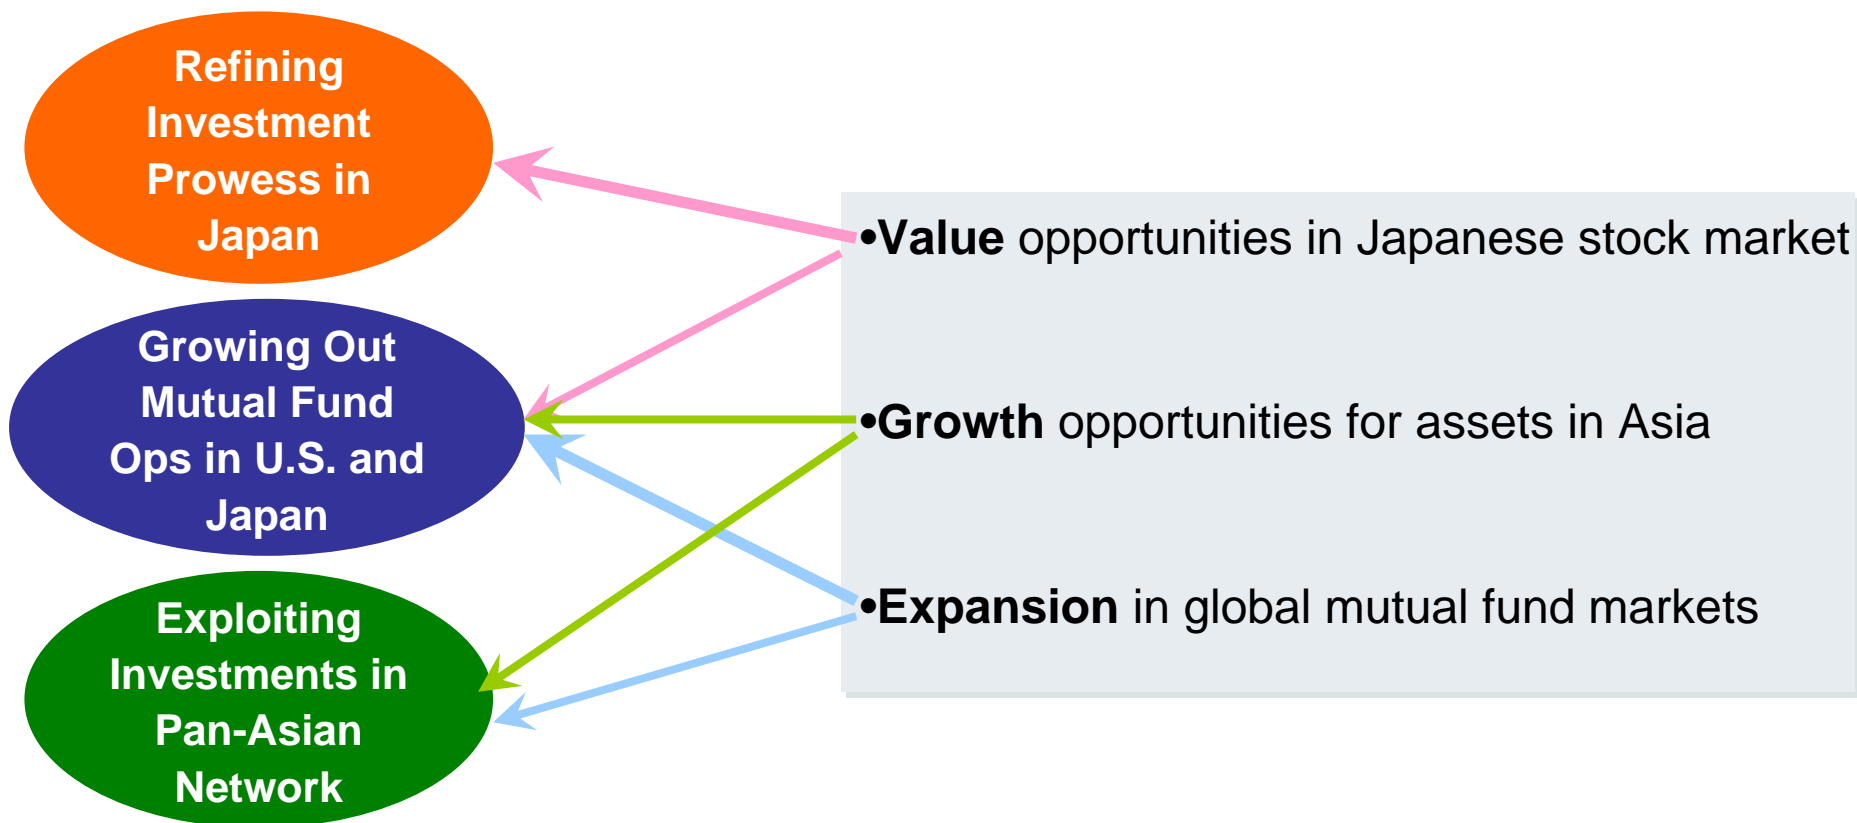 Refining
Investment
Prowess in
Japan
Growing Out
Mutual Fund
Ops in U.S. and
Japan
Exploiting
Investments in
Pan-Asian
Network
•Value opportunities in Japanese stock market
•Growth opportunities for assets in Asia
•Expansion in global mutual fund markets